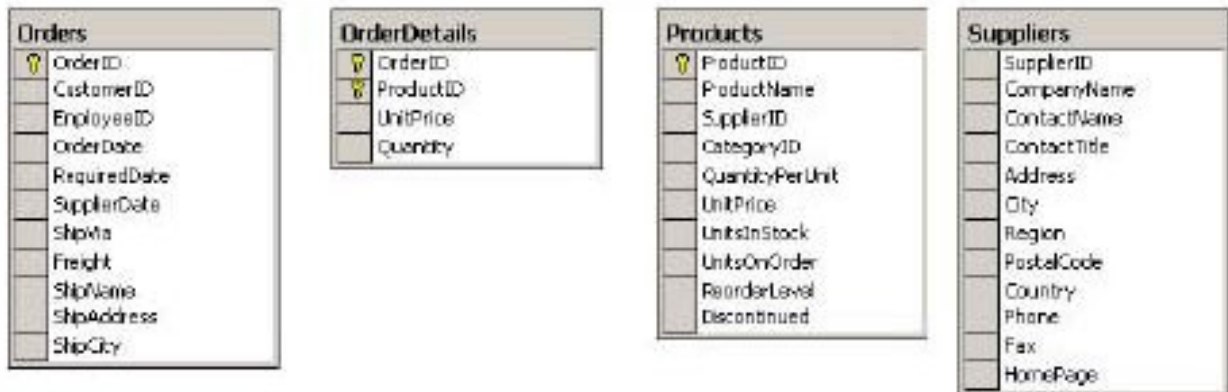 Orders
OrderID
CustomerID
EmployeeID
OrderDate
RequiredDate
SupplierDate
ShipVia
Freight
ShipName
ShipAddress
ShipCity
OrderDetails
OrderID
ProductID
UnitPrice
Quantity
Products
ProductID
ProductName
SupplierID
CategoryID
QuantityPerUnit
UnitPrice
UnitsInStock
UnitsOnOrder
ReorderLevel
Discontinued
Suppliers
SupplierID
CompanyName
ContactName
ContactTitle
Address
City
Region
PostalCode
Country
Phone
Fax
HomePage